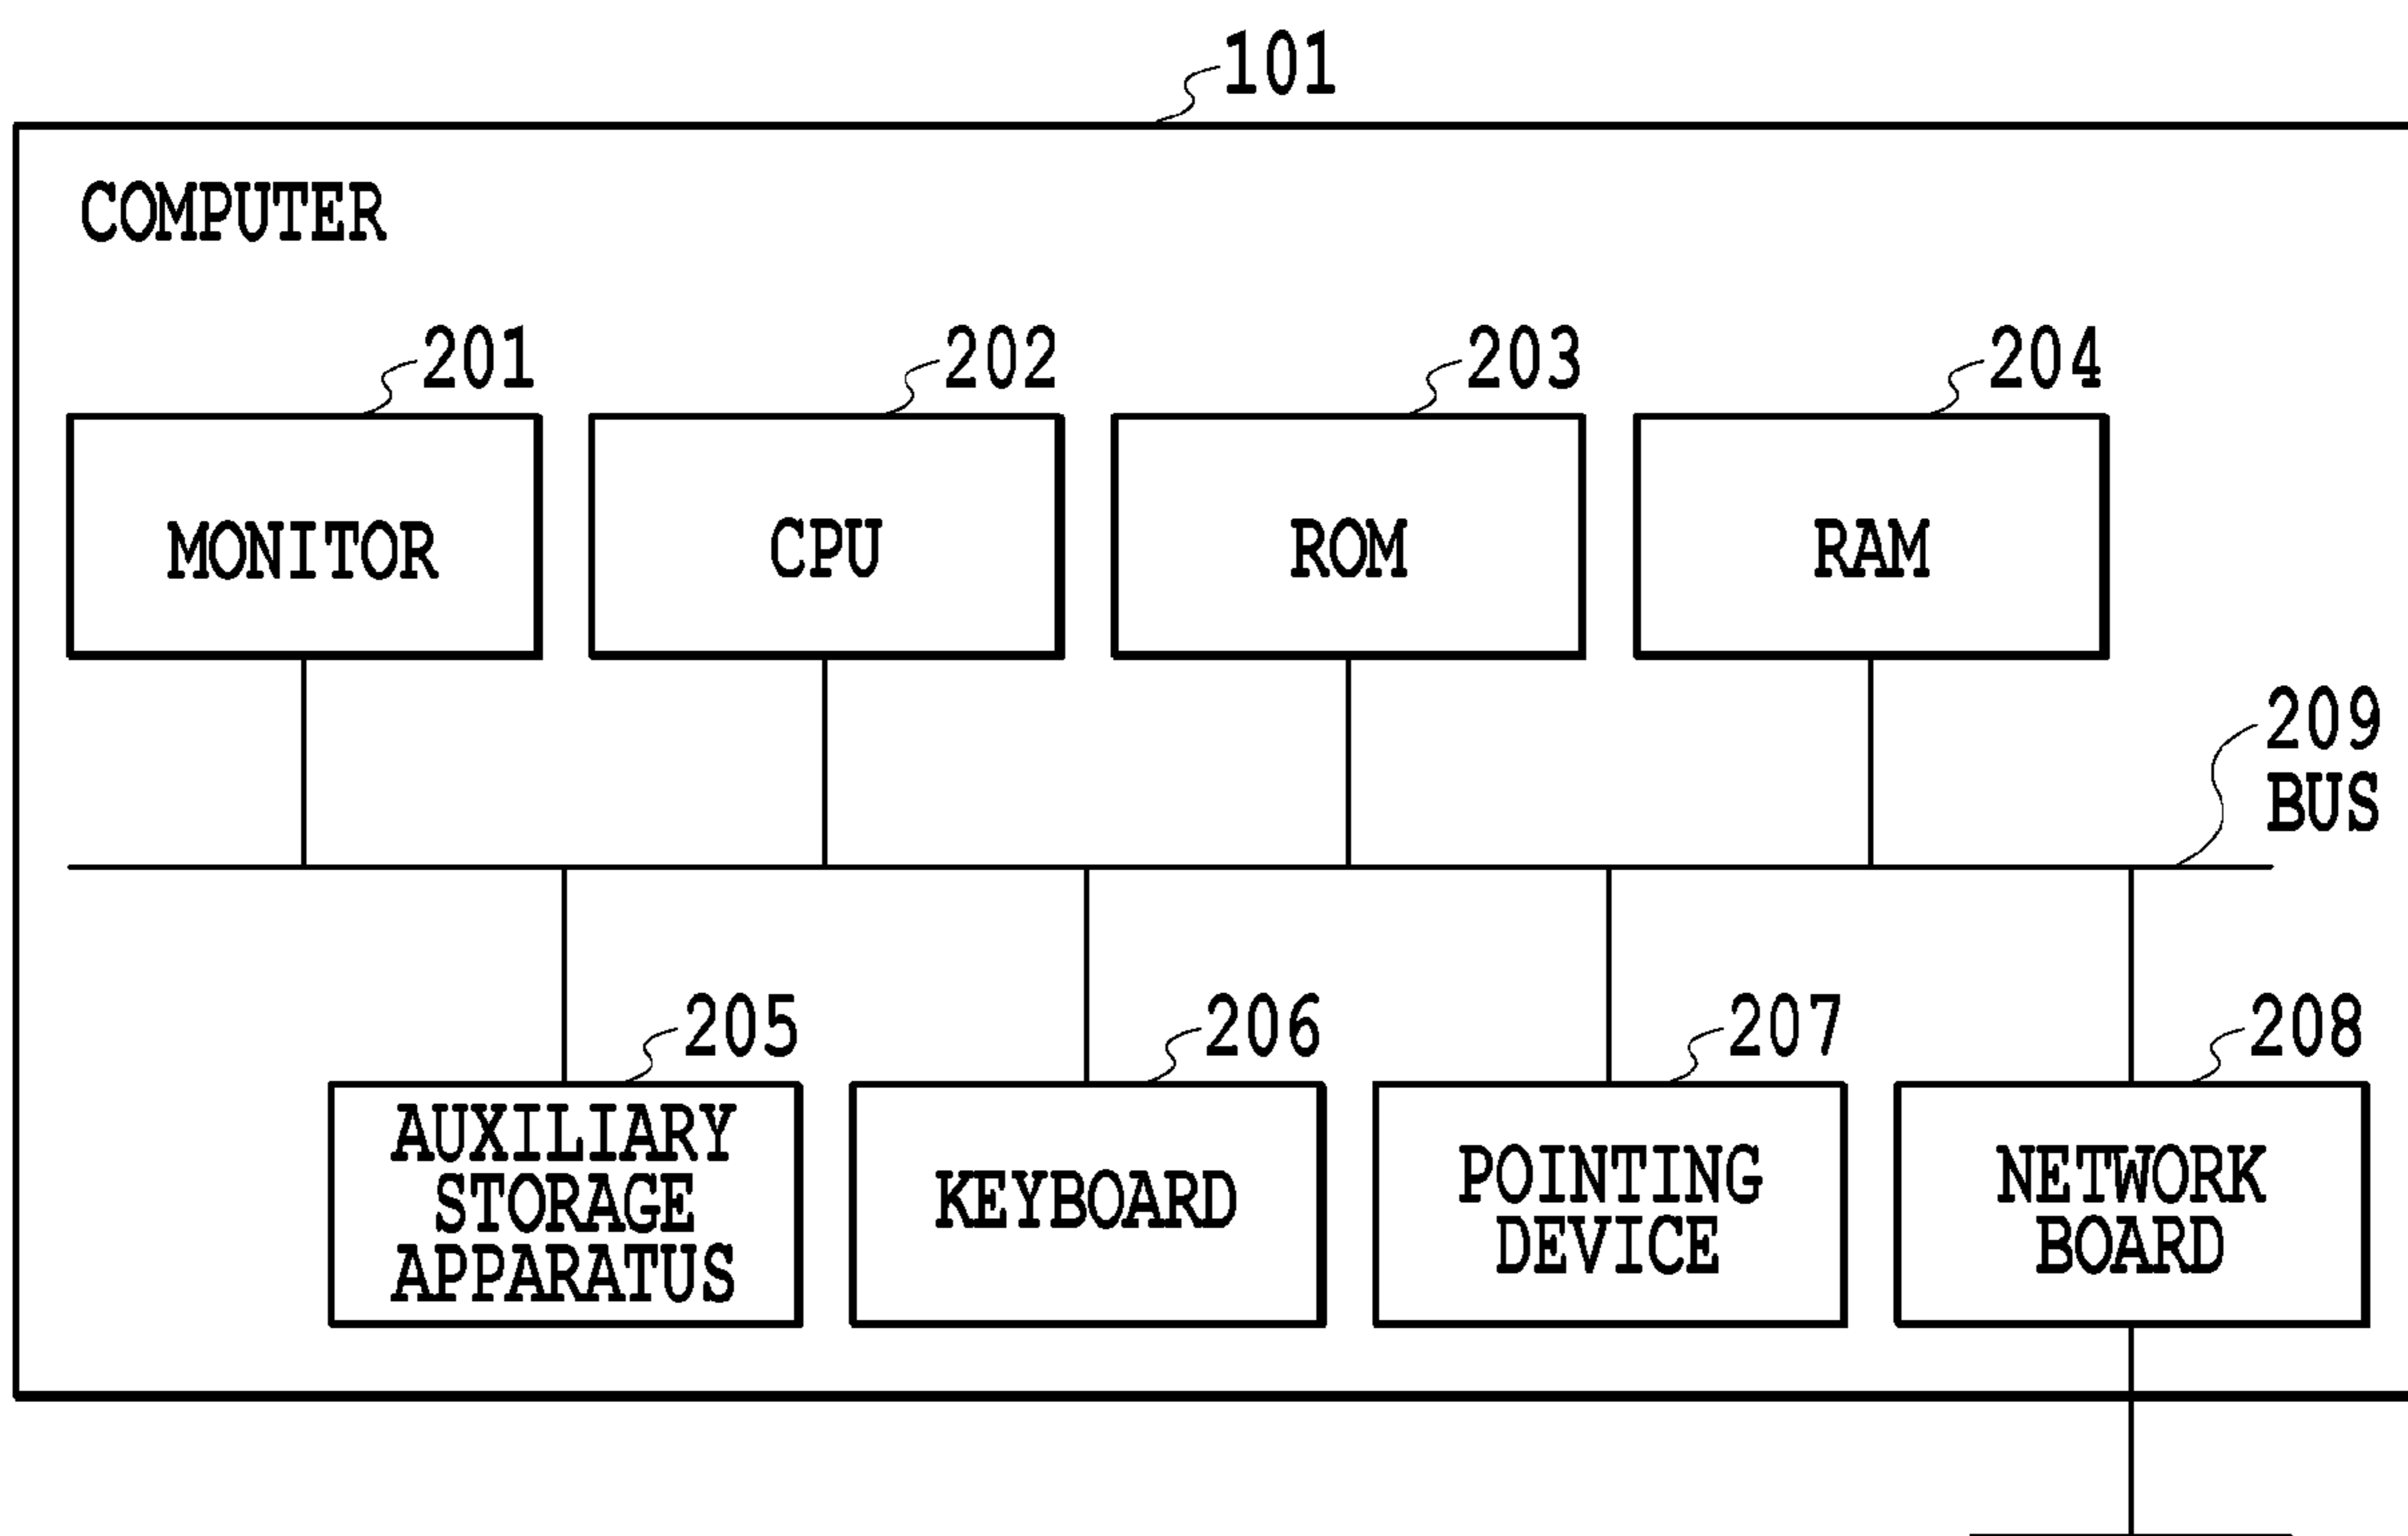 101
COMPUTER
201
202
203
204
MONITOR
CPU
ROM
RAM
209
BUS
205
206
207
208
AUXILIARY
STORAGE
APPARATUS
KEYBOARD
POINTING
DEVICE
NETWORK
BOARD